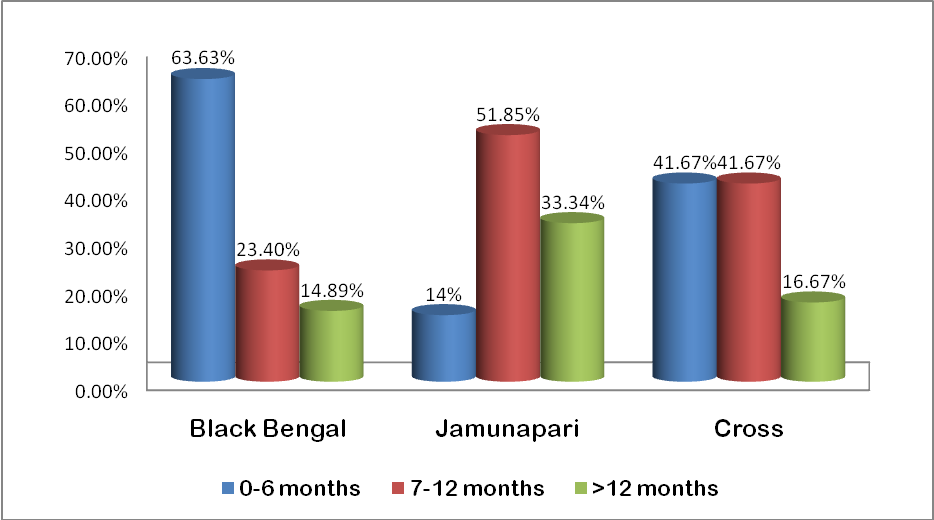 70.00%
60.00%
50.00%
40.00%
30.00%
20.00%
10.00%
0.00%
63.63%
23.40%
14.89%
14%
51.85%
33.34%
41.67%
41.67%
16.67%
Black Bengal
Jamunapari
Cross
0-6 months
7-12 months
>12 months